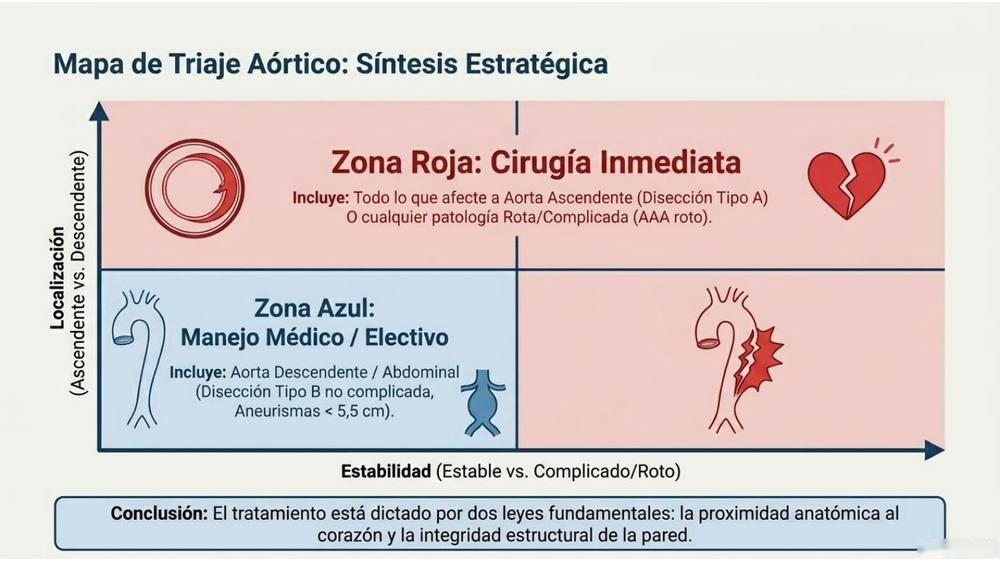 Mapa de Triaje Aórtico: Síntesis Estratégica
Zona Roja: Cirugía Inmediata
Incluye: Todo lo que afecte a Aorta Ascendente (Disección Tipo A)
O cualquier patología Rota/Complicada (AAA roto).
Localización
(Ascendente vs. Descendente)
Zona Azul:
Manejo Médico / Electivo
Incluye: Aorta Descendente / Abdominal
(Disección Tipo B no complicada,
Aneurismas < 5,5 cm).
Estabilidad (Estable vs. Complicado/Roto)
Conclusión: El tratamiento está dictado por dos leyes fundamentales: la proximidad anatómica al
corazón y la integridad estructural de la pared.